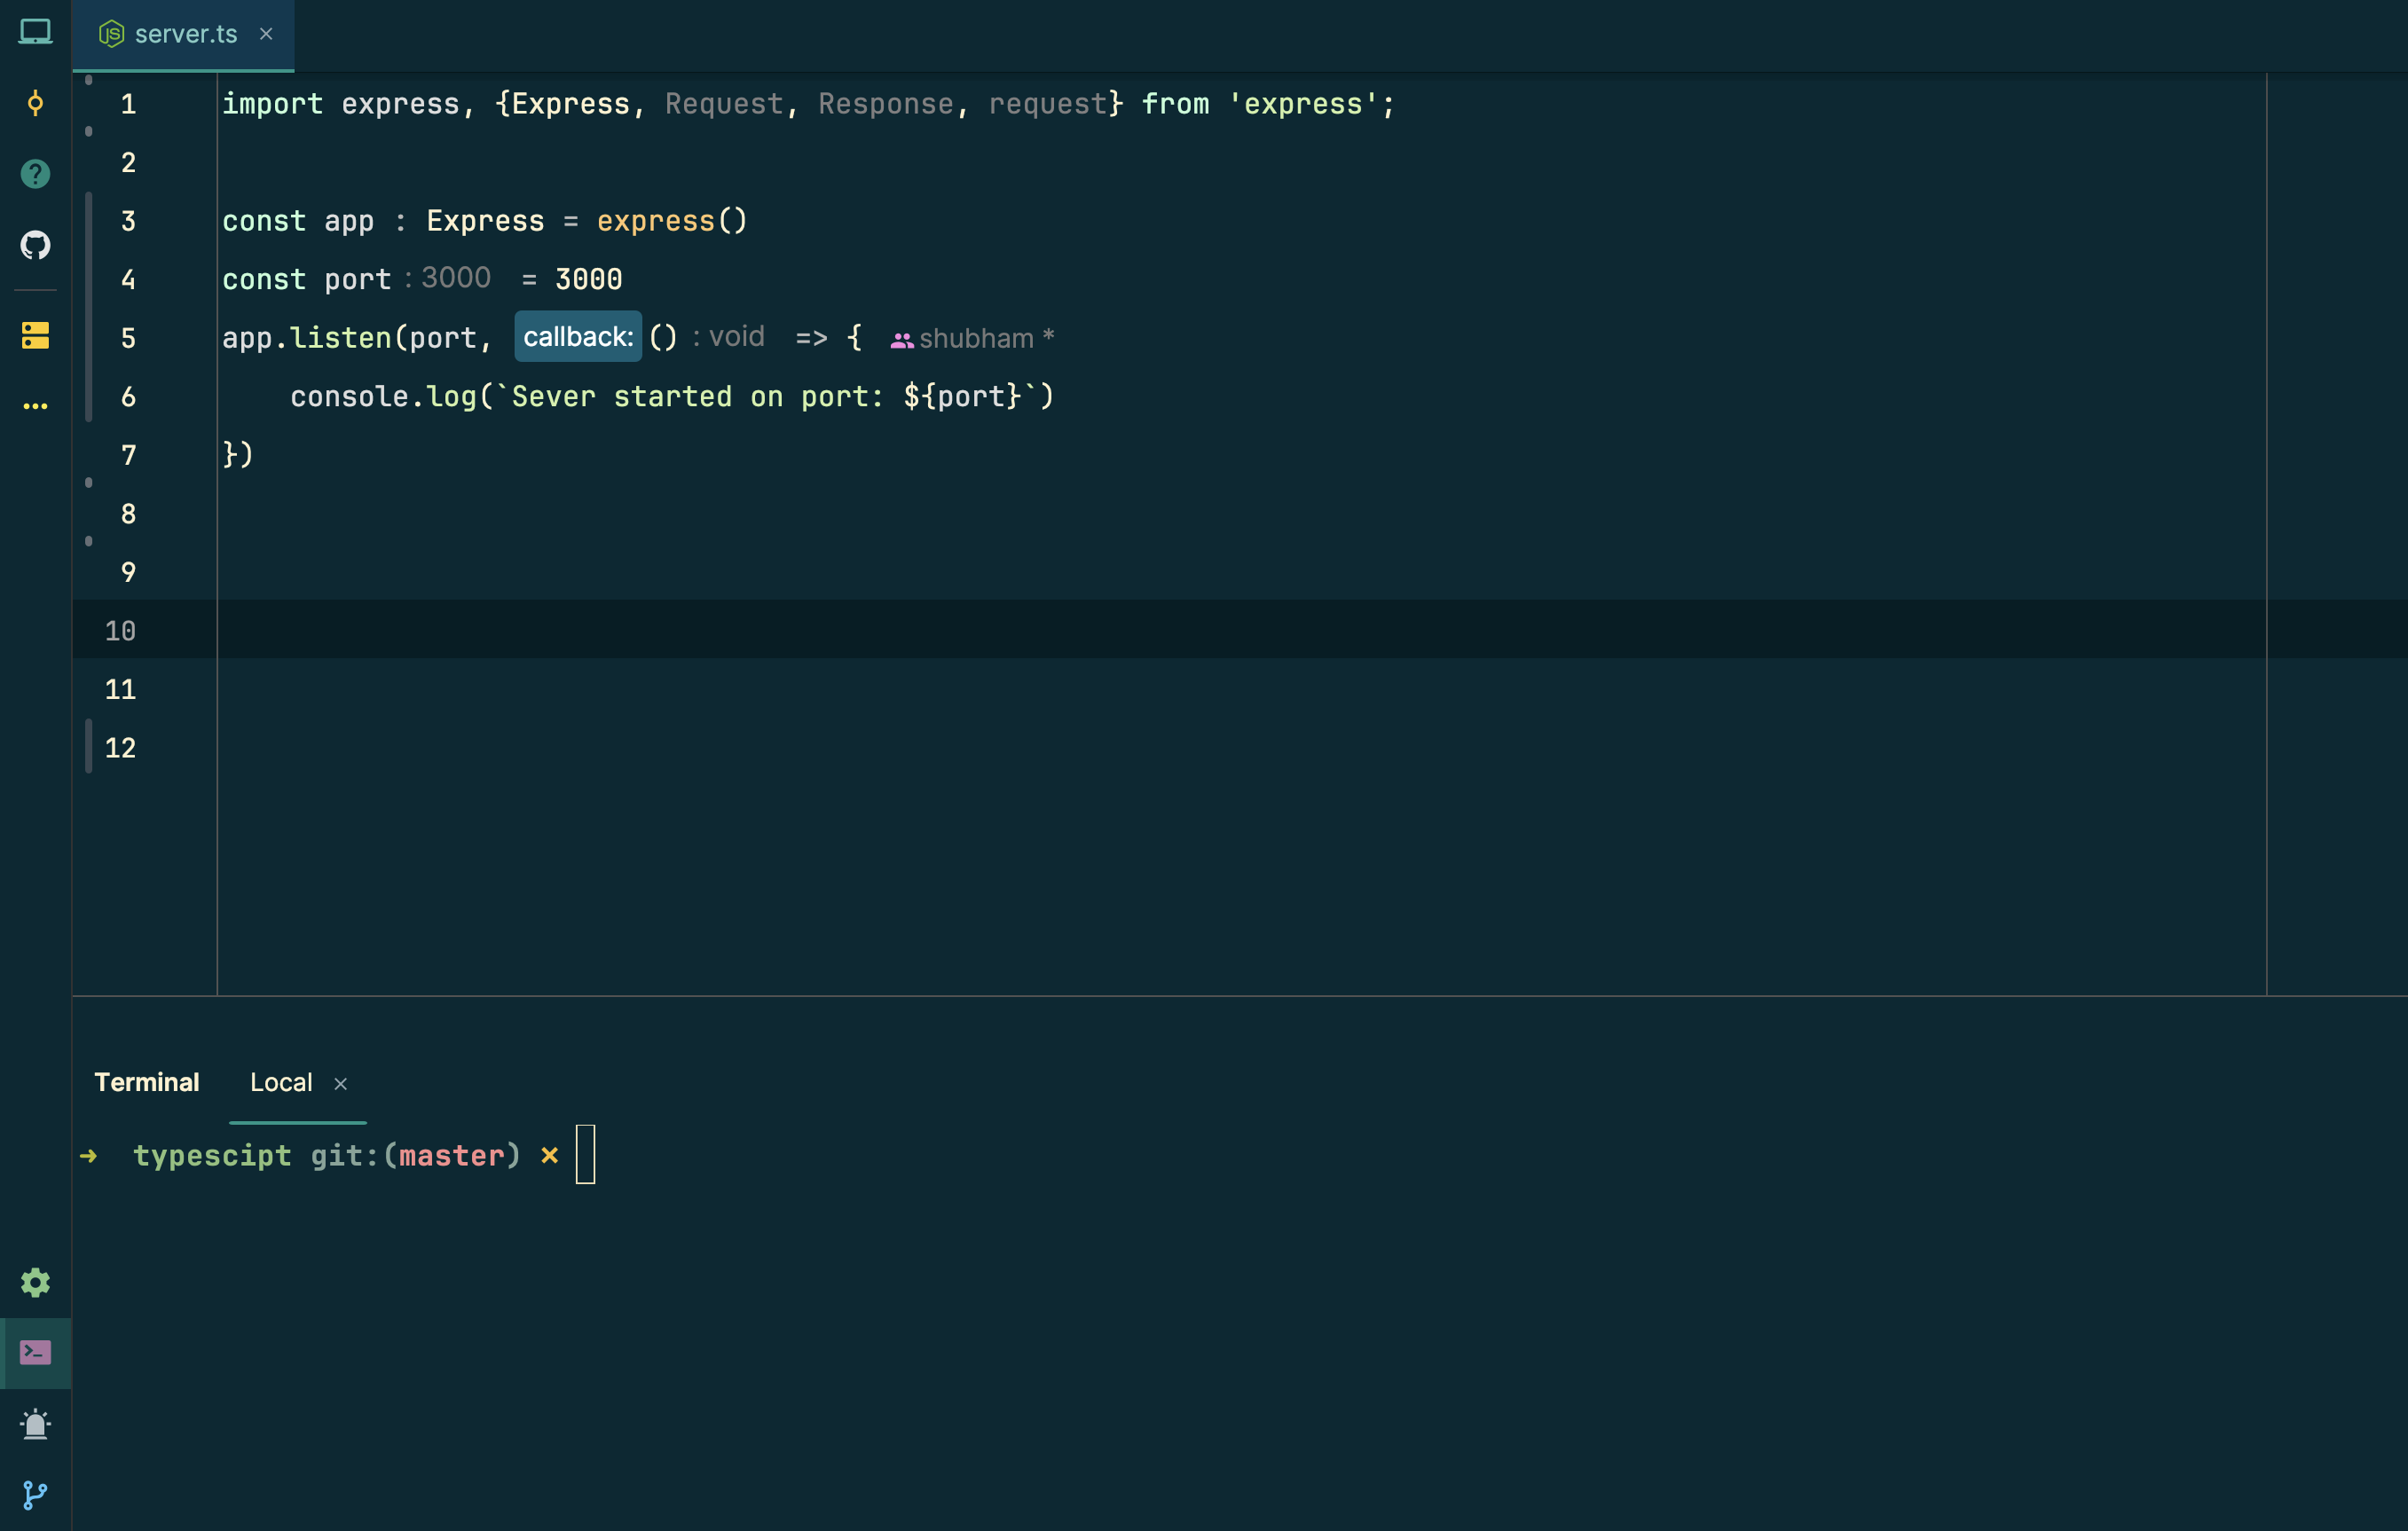 server.ts ×
1 import express, {Express, Request, Response, request} from 'express';
2
3 const app : Express = express()
4 const port : 3000 = 3000
5 app.listen(port, callback: () : void => { shubham *
6 console.log(`Sever started on port: ${port}`)
7 })
8
9
10
11
12
Terminal Local ×
➜ typescipt git:(master) ✗